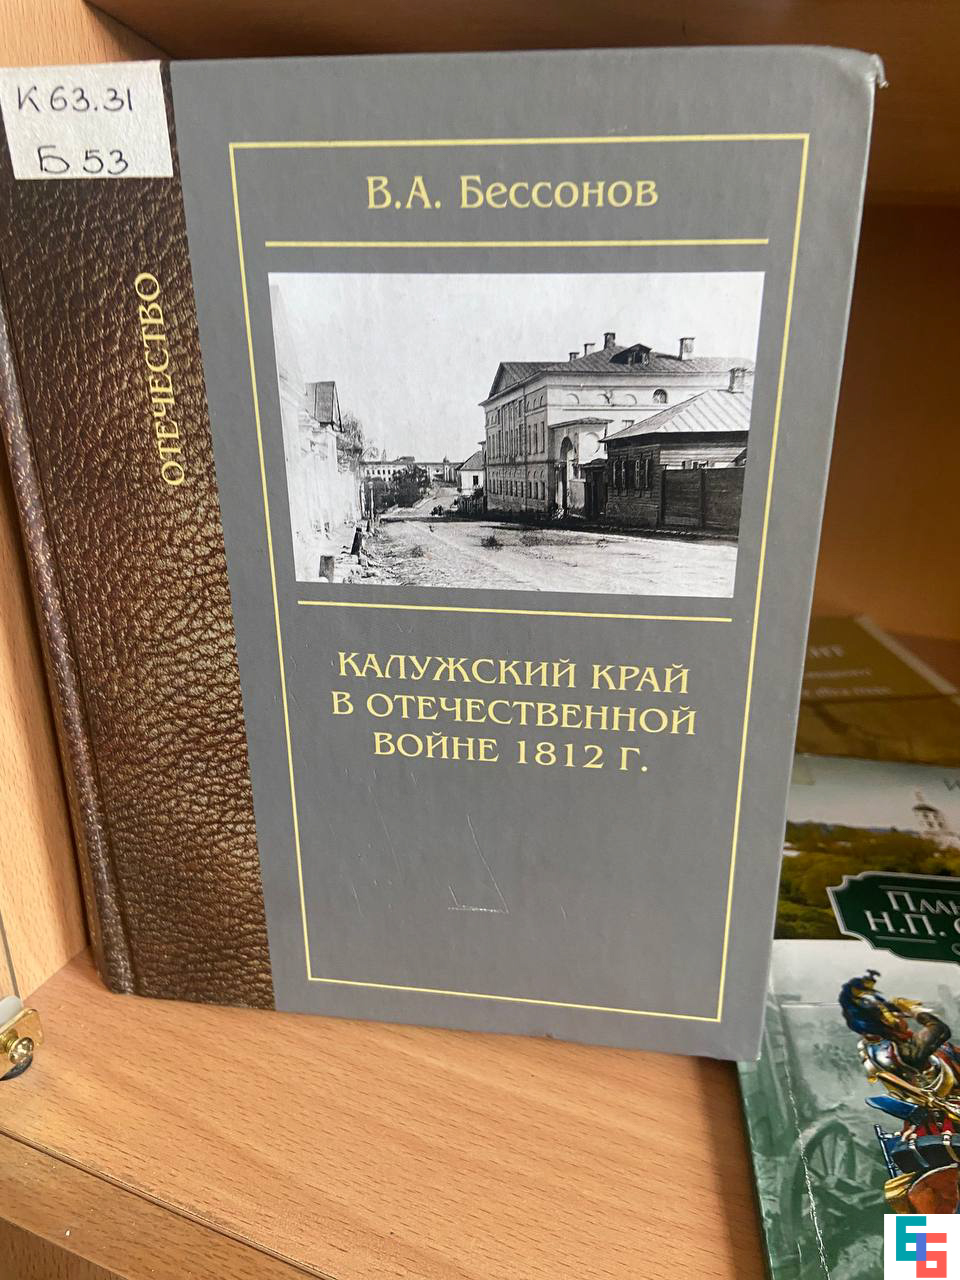 К 63.31
Б 53
ОТЕЧЕСТВО
В.А. Бессонов
КАЛУЖСКИЙ КРАЙ
В ОТЕЧЕСТВЕННОЙ
ВОЙНЕ 1812 Г.
Н.П.